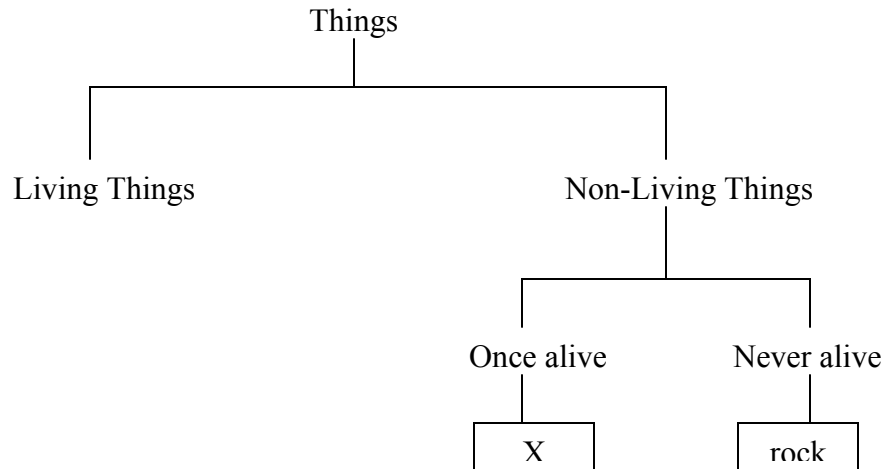 Things
Living Things
Non-Living Things
Once alive
Never alive
X
rock